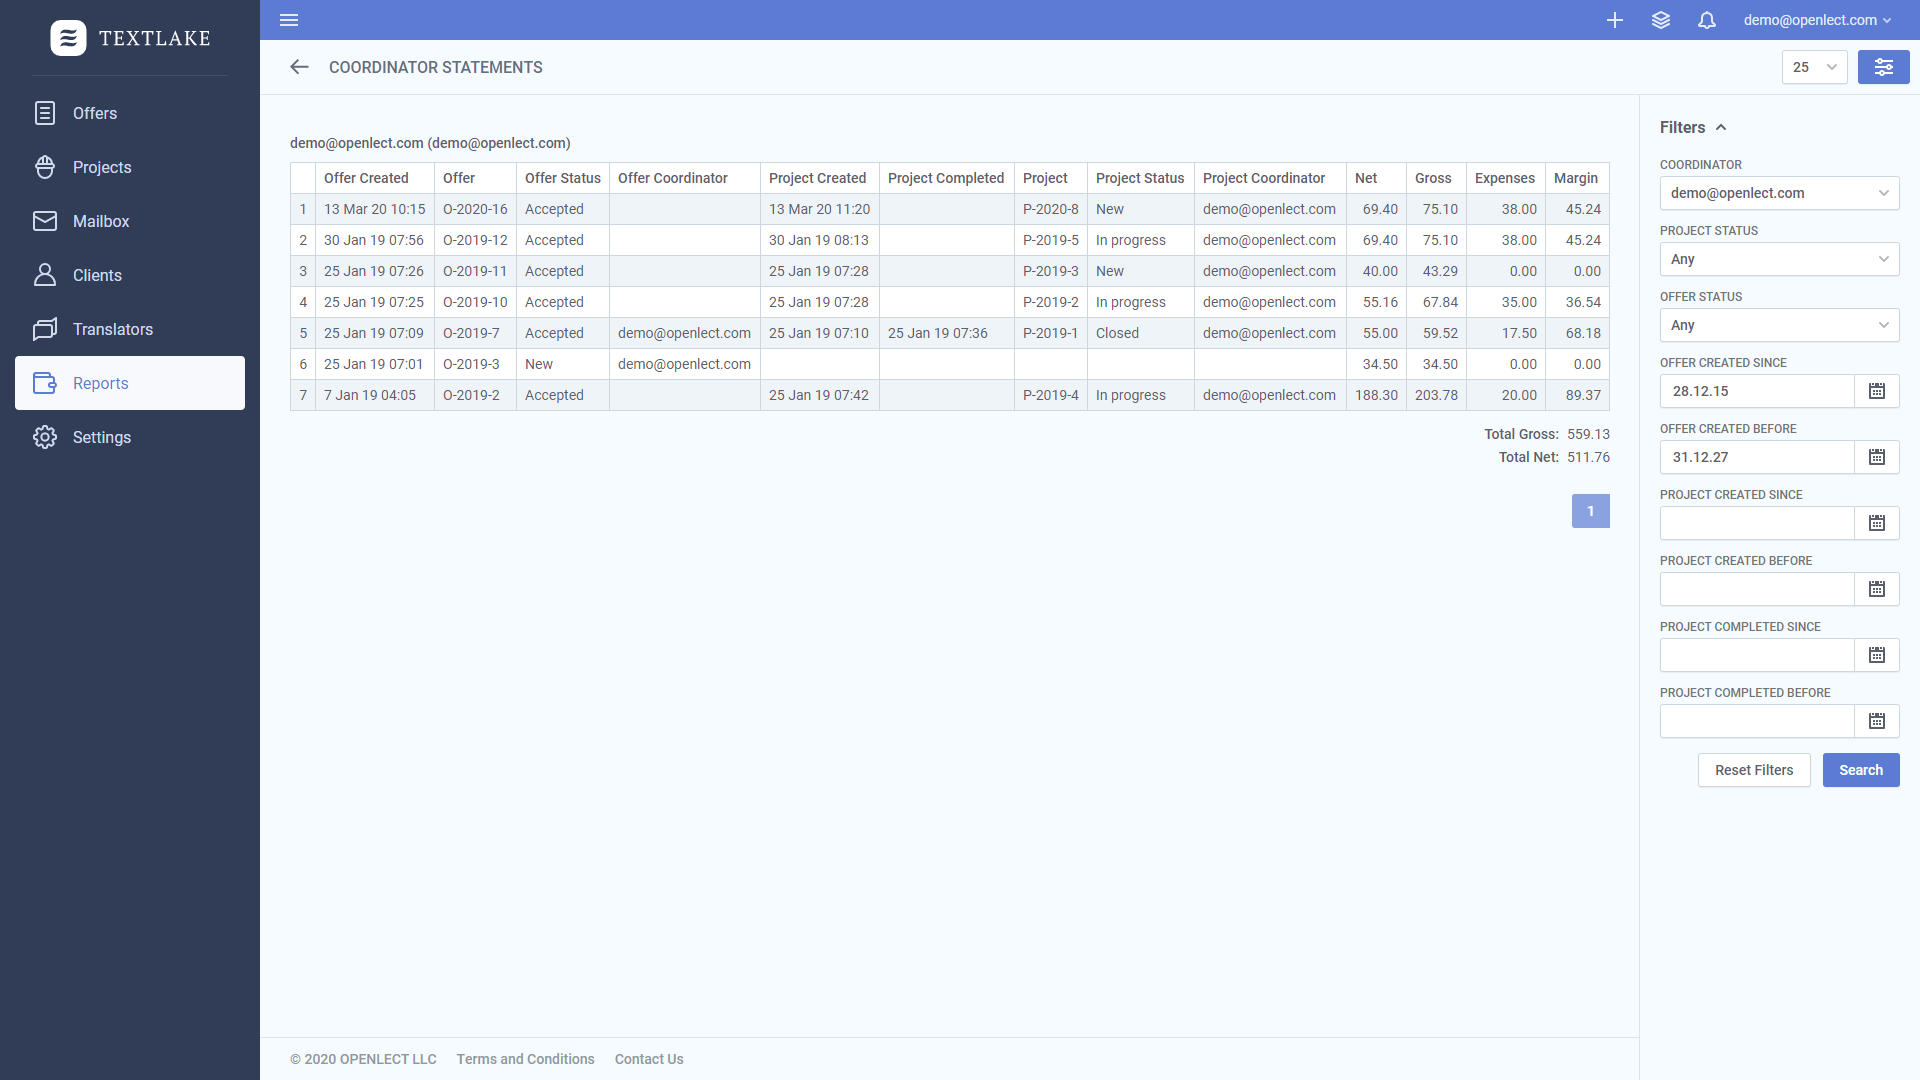 TEXTLAKE
Offers
Projects
Mailbox
Clients
Translators
Reports
Settings
demo@openlect.com
COORDINATOR STATEMENTS
25
demo@openlect.com (demo@openlect.com)
Offer Created Offer Offer Status Offer Coordinator Project Created Project Completed Project Project Status Project Coordinator Net Gross Expenses Margin
1 13 Mar 20 10:15 O-2020-16 Accepted 13 Mar 20 11:20 P-2020-8 New demo@openlect.com 69.40 75.10 38.00 45.24
2 30 Jan 19 07:56 O-2019-12 Accepted 30 Jan 19 08:13 P-2019-5 In progress demo@openlect.com 69.40 75.10 38.00 45.24
3 25 Jan 19 07:26 O-2019-11 Accepted 25 Jan 19 07:28 P-2019-3 New demo@openlect.com 40.00 43.29 0.00 0.00
4 25 Jan 19 07:25 O-2019-10 Accepted 25 Jan 19 07:28 P-2019-2 In progress demo@openlect.com 55.16 67.84 35.00 36.54
5 25 Jan 19 07:09 O-2019-7 Accepted demo@openlect.com 25 Jan 19 07:10 25 Jan 19 07:36 P-2019-1 Closed demo@openlect.com 55.00 59.52 17.50 68.18
6 25 Jan 19 07:01 O-2019-3 New demo@openlect.com 34.50 34.50 0.00 0.00
7 7 Jan 19 04:05 O-2019-2 Accepted 25 Jan 19 07:42 P-2019-4 In progress demo@openlect.com 188.30 203.78 20.00 89.37
Total Gross: 559.13
Total Net: 511.76
1
Filters
COORDINATOR
demo@openlect.com
PROJECT STATUS
Any
OFFER STATUS
Any
OFFER CREATED SINCE
28.12.15
OFFER CREATED BEFORE
31.12.27
PROJECT CREATED SINCE
PROJECT CREATED BEFORE
PROJECT COMPLETED SINCE
PROJECT COMPLETED BEFORE
Reset Filters Search
© 2020 OPENLECT LLC Terms and Conditions Contact Us